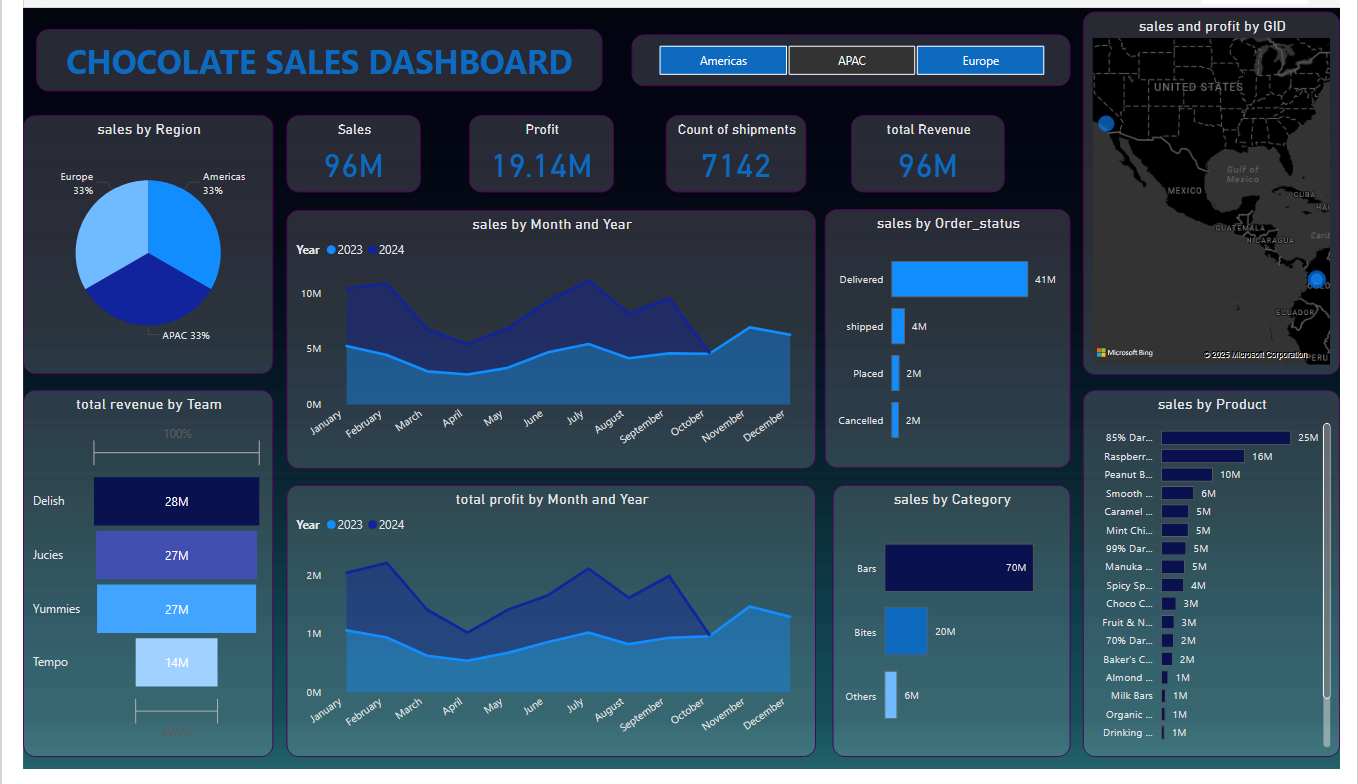 CHOCOLATE SALES DASHBOARD
Americas
APAC
Europe
sales and profit by GID
UNITED STATES
Gulf of
Mexico
MEXICO
CUBA
GUATEMALA
NICARAGUA
ECUADOR
PERU
Microsoft Bing
© 2025 Microsoft Corporation
sales by Region
Europe
33%
Americas
33%
APAC 33%
Sales
96M
Profit
19.14M
Count of shipments
7142
total Revenue
96M
sales by Month and Year
Year 2023 2024
10M
5M
0M
January
February
March
April
May
June
July
August
September
October
November
December
sales by Order_status
Delivered 41M
shipped 4M
Placed 2M
Cancelled 2M
total revenue by Team
100%
Delish 28M
Jucies 27M
Yummies 27M
Tempo 14M
total profit by Month and Year
Year 2023 2024
2M
1M
0M
January
February
March
April
May
June
July
August
September
October
November
December
sales by Category
Bars 70M
Bites 20M
Others 6M
sales by Product
85% Dar... 25M
Raspberr... 16M
Peanut B... 10M
Smooth ... 6M
Caramel ... 5M
Mint Chi... 5M
99% Dar... 5M
Manuka ... 5M
Spicy Sp... 4M
Choco C... 3M
Fruit & N... 3M
70% Dar... 2M
Baker's C... 2M
Almond ... 1M
Milk Bars 1M
Organic ... 1M
Drinking ... 1M